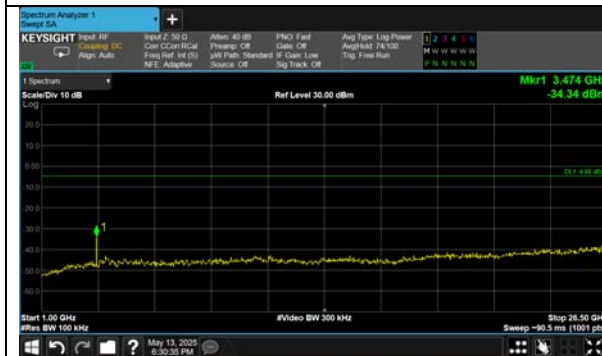 Spectrum Analyzer 1
Swept SA
+
KEYSIGHT
Input: RF
Coupling: DC
Align: Auto
Input Z: 50 Ω
Corr CCorr RCal
Freq Ref: Int (S)
NFE: Adaptive
Atten: 40 dB
Preamp: Off
µW Path: Standard
Source: Off
PNO: Fast
Gate: Off
IF Gain: Low
Sig Track: Off
Avg Type: Log-Power
Avg|Hold: 74/100
Trig: Free Run
1 2 3 4 5 6
M W W W W W
P N N N N N
1 Spectrum
Mkr1 3.474 GHz
Scale/Div 10 dB
Ref Level 30.00 dBm
-34.34 dBm
Log
20.0
10.0
0.00
-10.0
-20.0
-30.0
-40.0
-50.0
-60.0
1
Start 1.00 GHz
#Video BW 300 kHz
Stop 26.50 GHz
#Res BW 100 kHz
Sweep ~90.5 ms (1001 pts)
?
May 13, 2025
6:30:35 PM